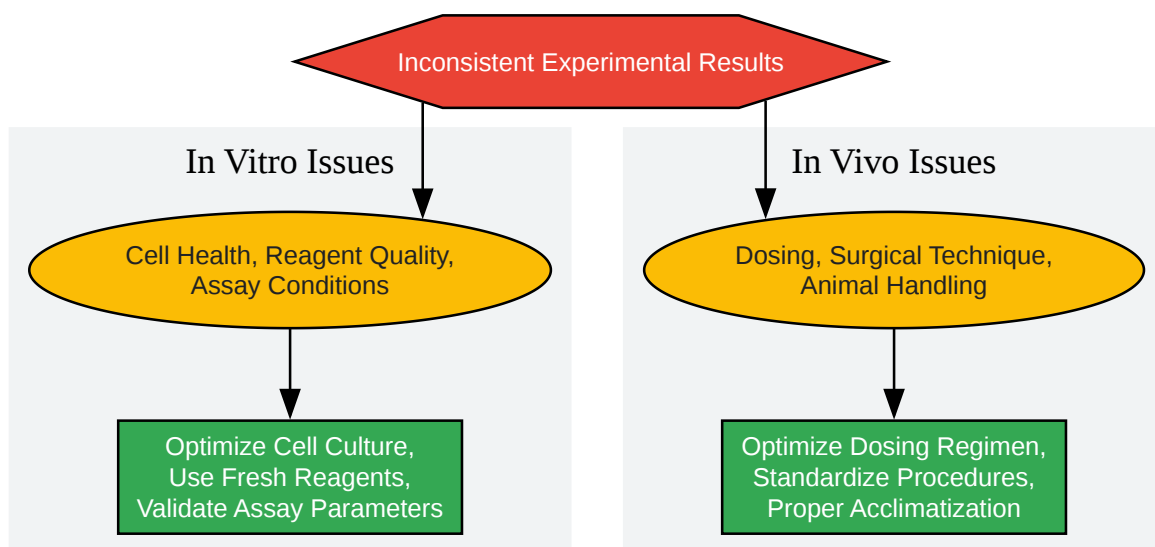 Inconsistent Experimental Results
In Vitro Issues
Cell Health, Reagent Quality,
Assay Conditions
Optimize Cell Culture,
Use Fresh Reagents,
Validate Assay Parameters
In Vivo Issues
Dosing, Surgical Technique,
Animal Handling
Optimize Dosing Regimen,
Standardize Procedures,
Proper Acclimatization